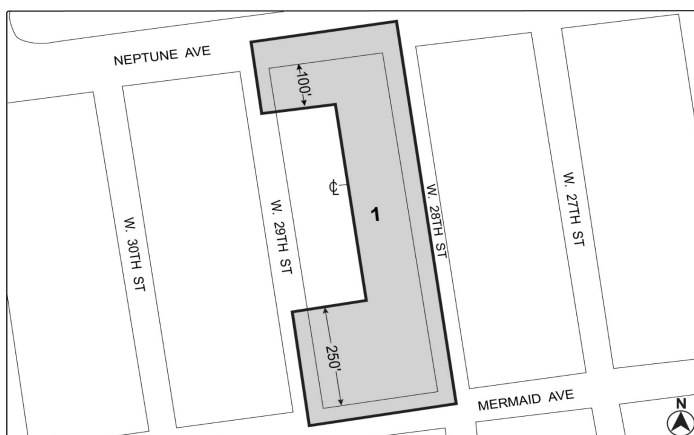 NEPTUNE AVE
100'
℄
1
W. 30TH ST
W. 29TH ST
W. 28TH ST
W. 27TH ST
250'
MERMAID AVE
N